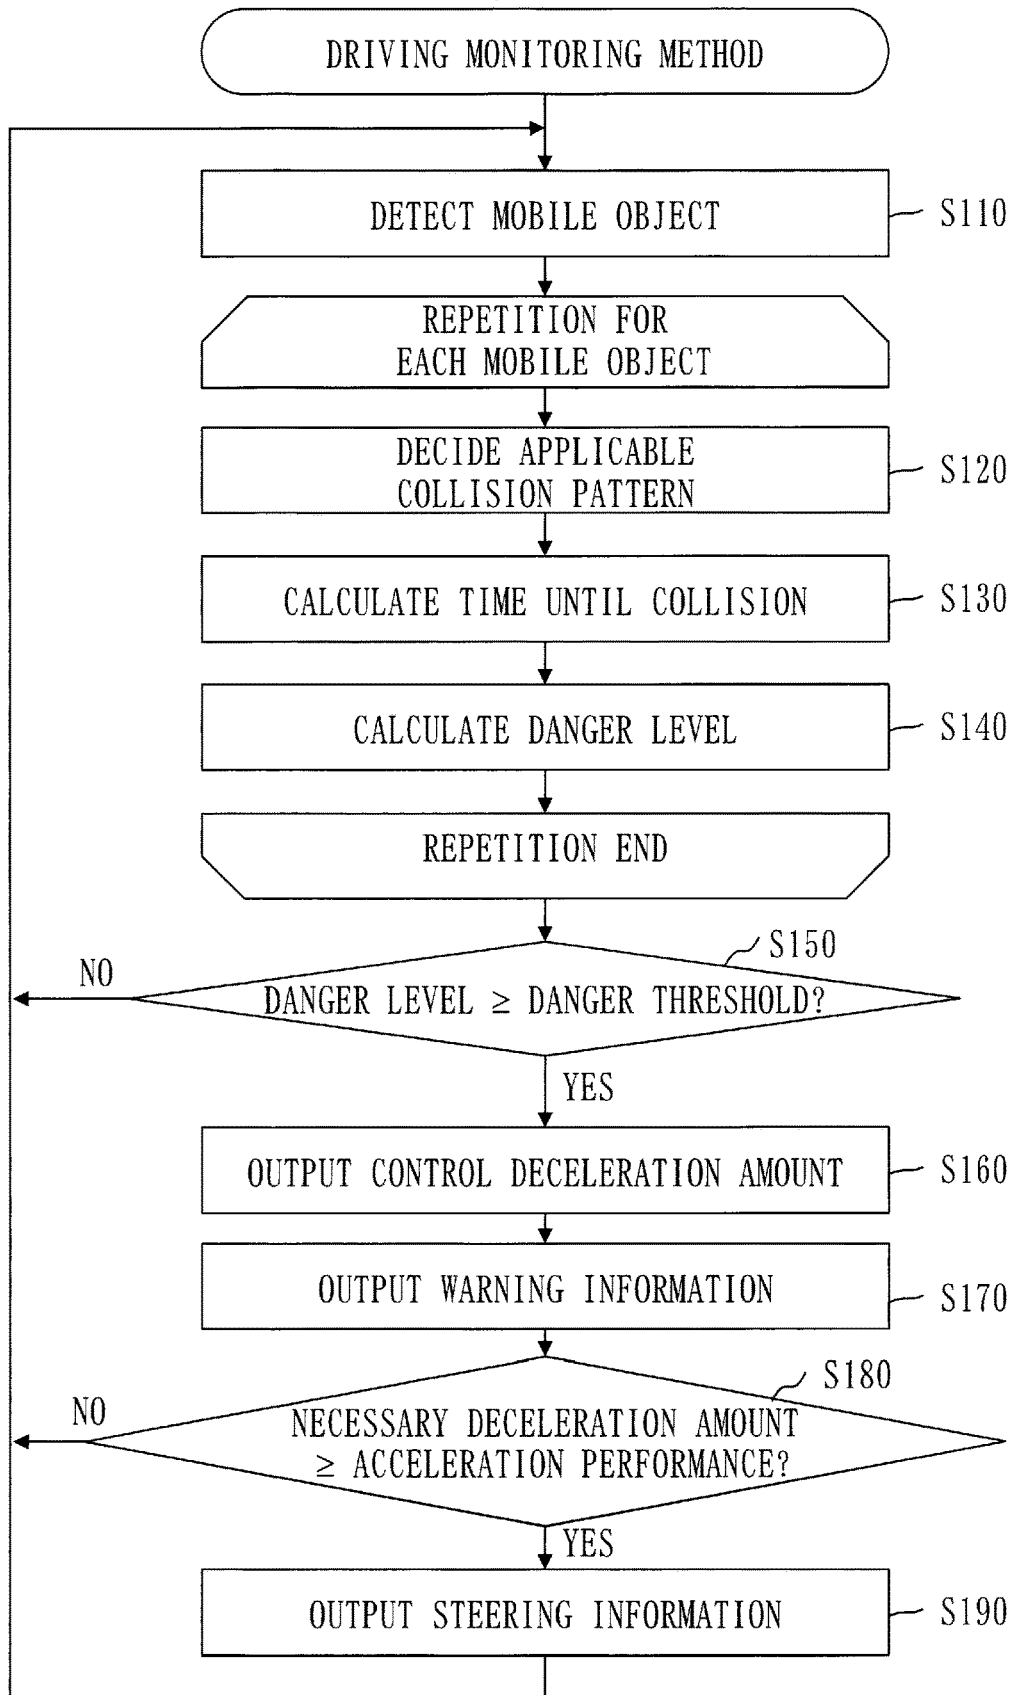 DRIVING MONITORING METHOD
DETECT MOBILE OBJECT
S110
REPETITION FOR
EACH MOBILE OBJECT
DECIDE APPLICABLE
COLLISION PATTERN
S120
CALCULATE TIME UNTIL COLLISION
S130
CALCULATE DANGER LEVEL
S140
REPETITION END
S150
NO
DANGER LEVEL ≥ DANGER THRESHOLD?
YES
OUTPUT CONTROL DECELERATION AMOUNT
S160
OUTPUT WARNING INFORMATION
S170
S180
NO
NECESSARY DECELERATION AMOUNT
≥ ACCELERATION PERFORMANCE?
YES
OUTPUT STEERING INFORMATION
S190